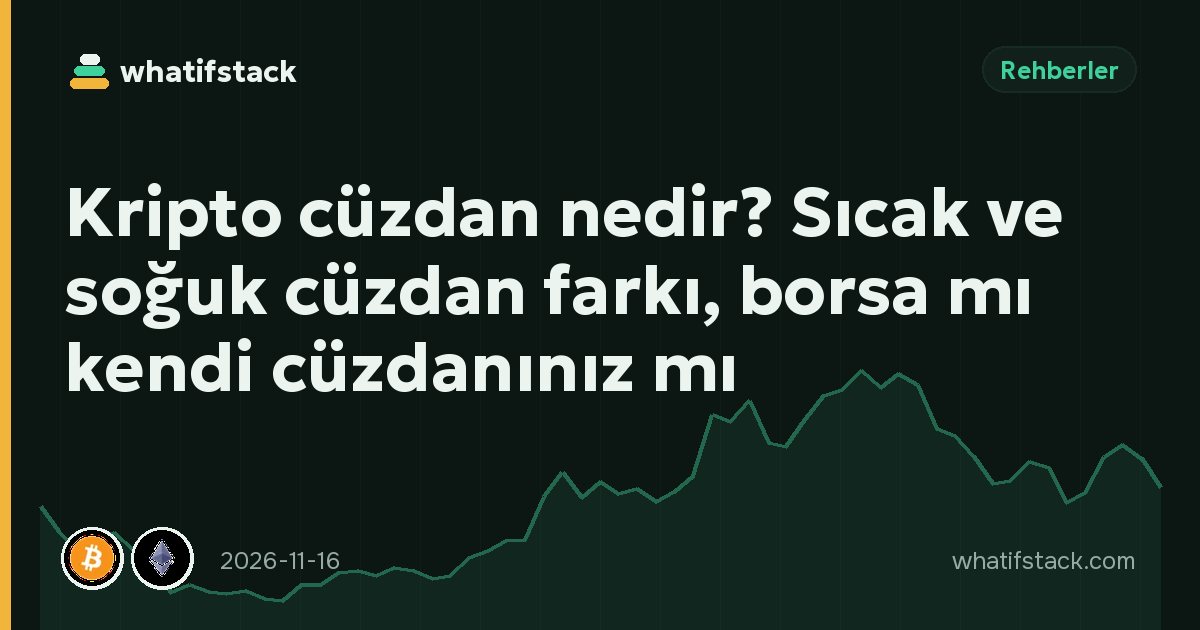 whatifstack
Rehberler
Kripto cüzdan nedir? Sıcak ve
soğuk cüzdan farkı, borsa mı
kendi cüzdanınız mı
2026-11-16
whatifstack.com